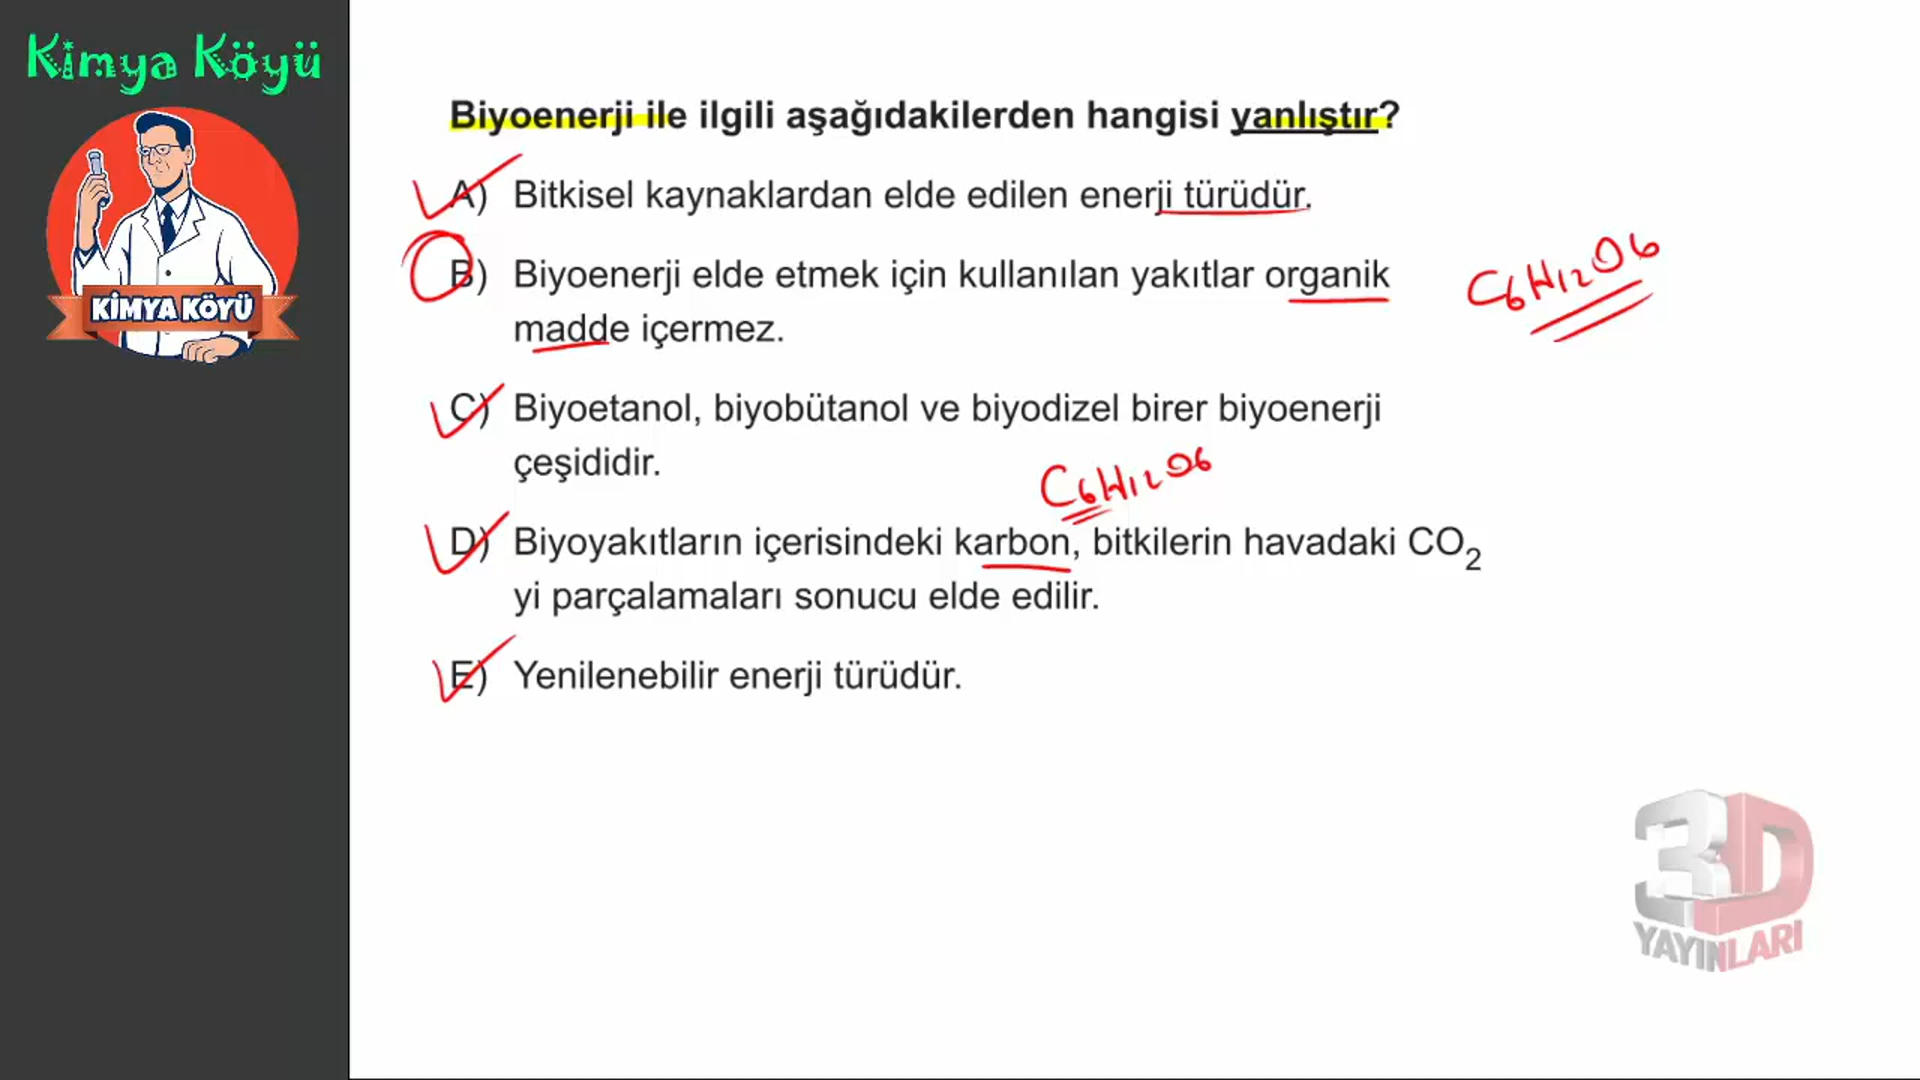 Kimya Köyü
KİMYA KÖYÜ
Biyoenerji ile ilgili aşağıdakilerden hangisi yanlıştır?
A) Bitkisel kaynaklardan elde edilen enerji türüdür.
B) Biyoenerji elde etmek için kullanılan yakıtlar organik
madde içermez.
C₆H₁₂O₆
C) Biyoetanol, biyobütanol ve biyodizel birer biyoenerji
çeşididir.
C₆H₁₂O₆
D) Biyoyakıtların içerisindeki karbon, bitkilerin havadaki CO₂
yi parçalamaları sonucu elde edilir.
E) Yenilenebilir enerji türüdür.
3D
YAYINLARI